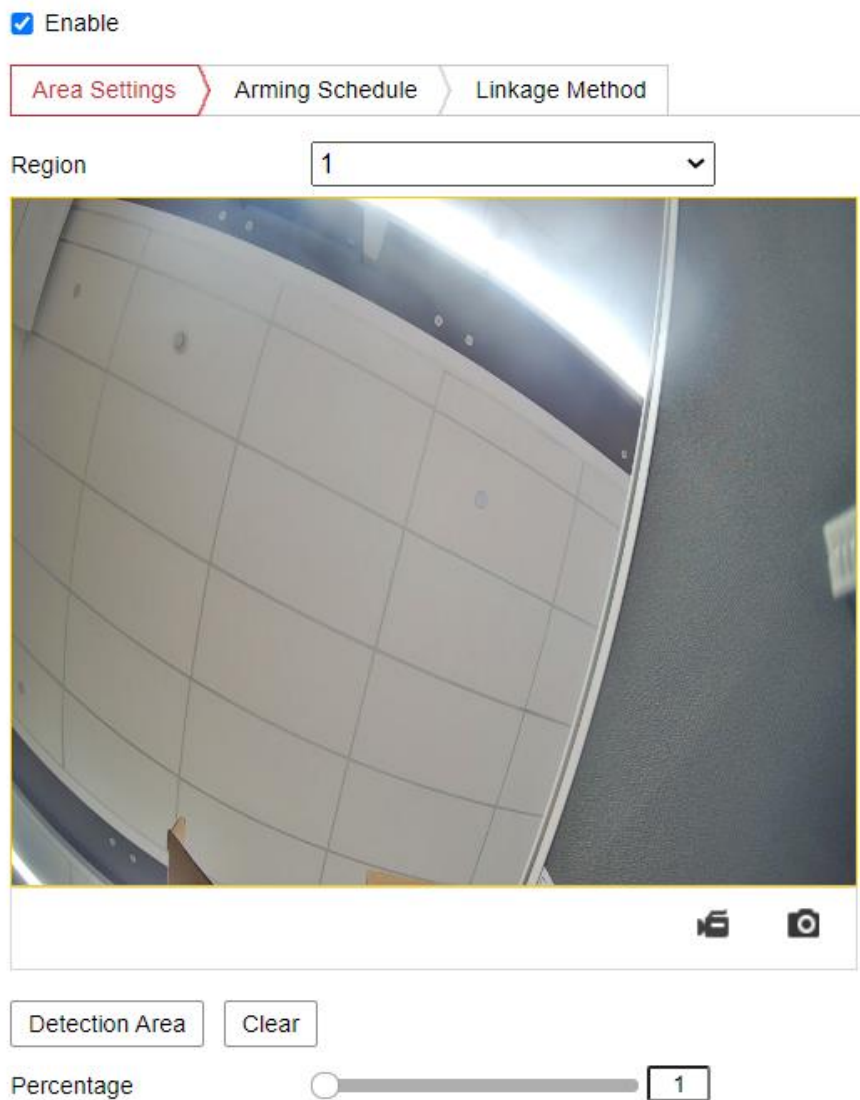 Enable
Area Settings
Arming Schedule
Linkage Method
Region 1
Detection Area
Clear
Percentage 1